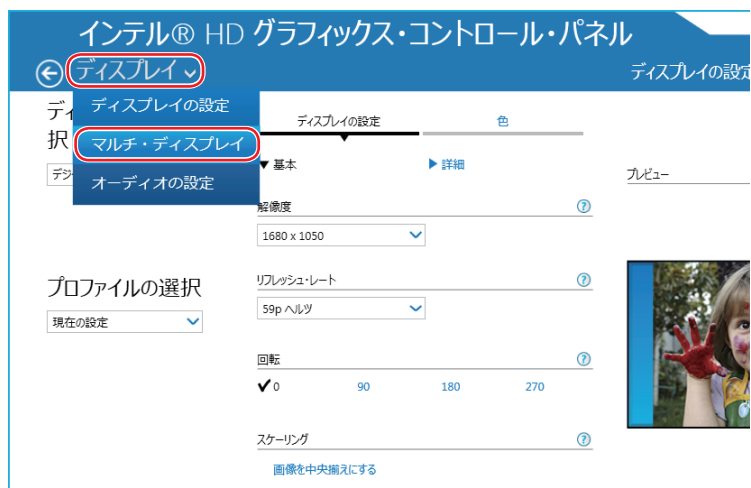 インテル® HD グラフィックス・コントロール・パネル
ディスプレイ
ディスプレイの設定
ディスプレイの設定
マルチ・ディスプレイ
オーディオの設定
ディ
択
デジ
ディスプレイの設定
色
基本
詳細
プレビュー
解像度
1680 x 1050
プロファイルの選択
現在の設定
リフレッシュ・レート
59p ヘルツ
回転
0
90
180
270
スケーリング
画像を中央揃えにする